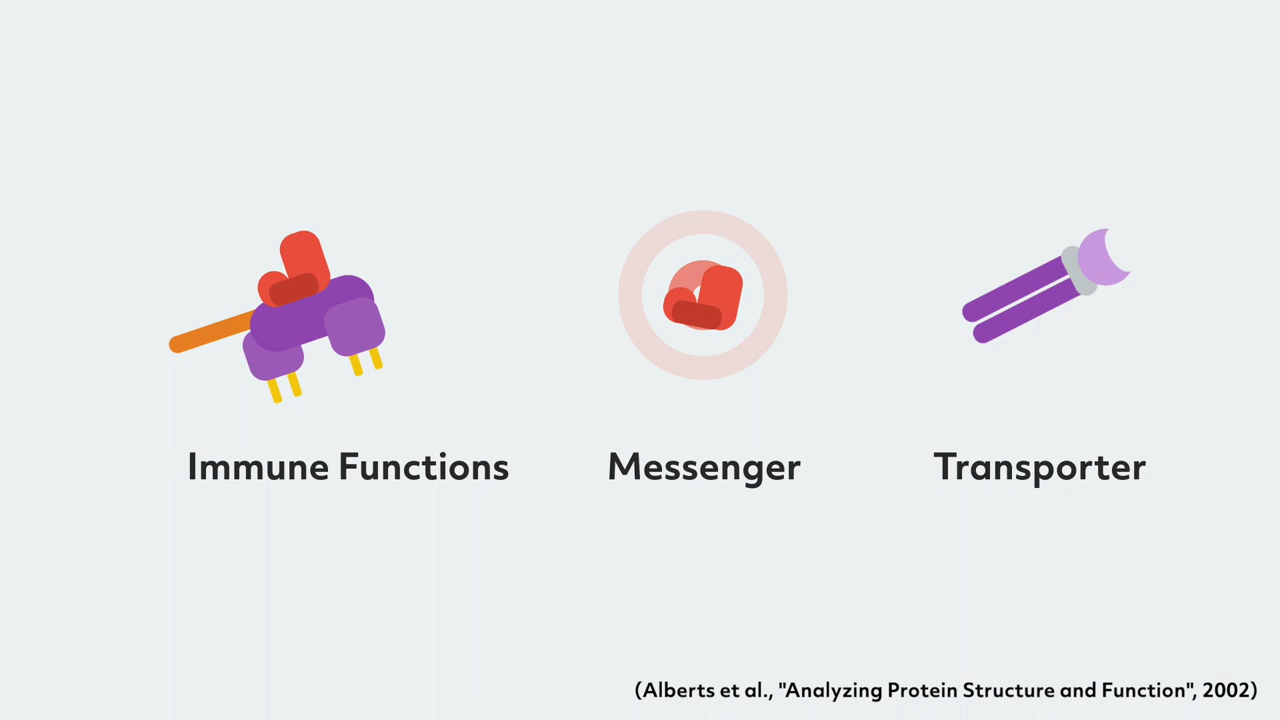 Immune Functions
Messenger
Transporter
(Alberts et al., "Analyzing Protein Structure and Function", 2002)